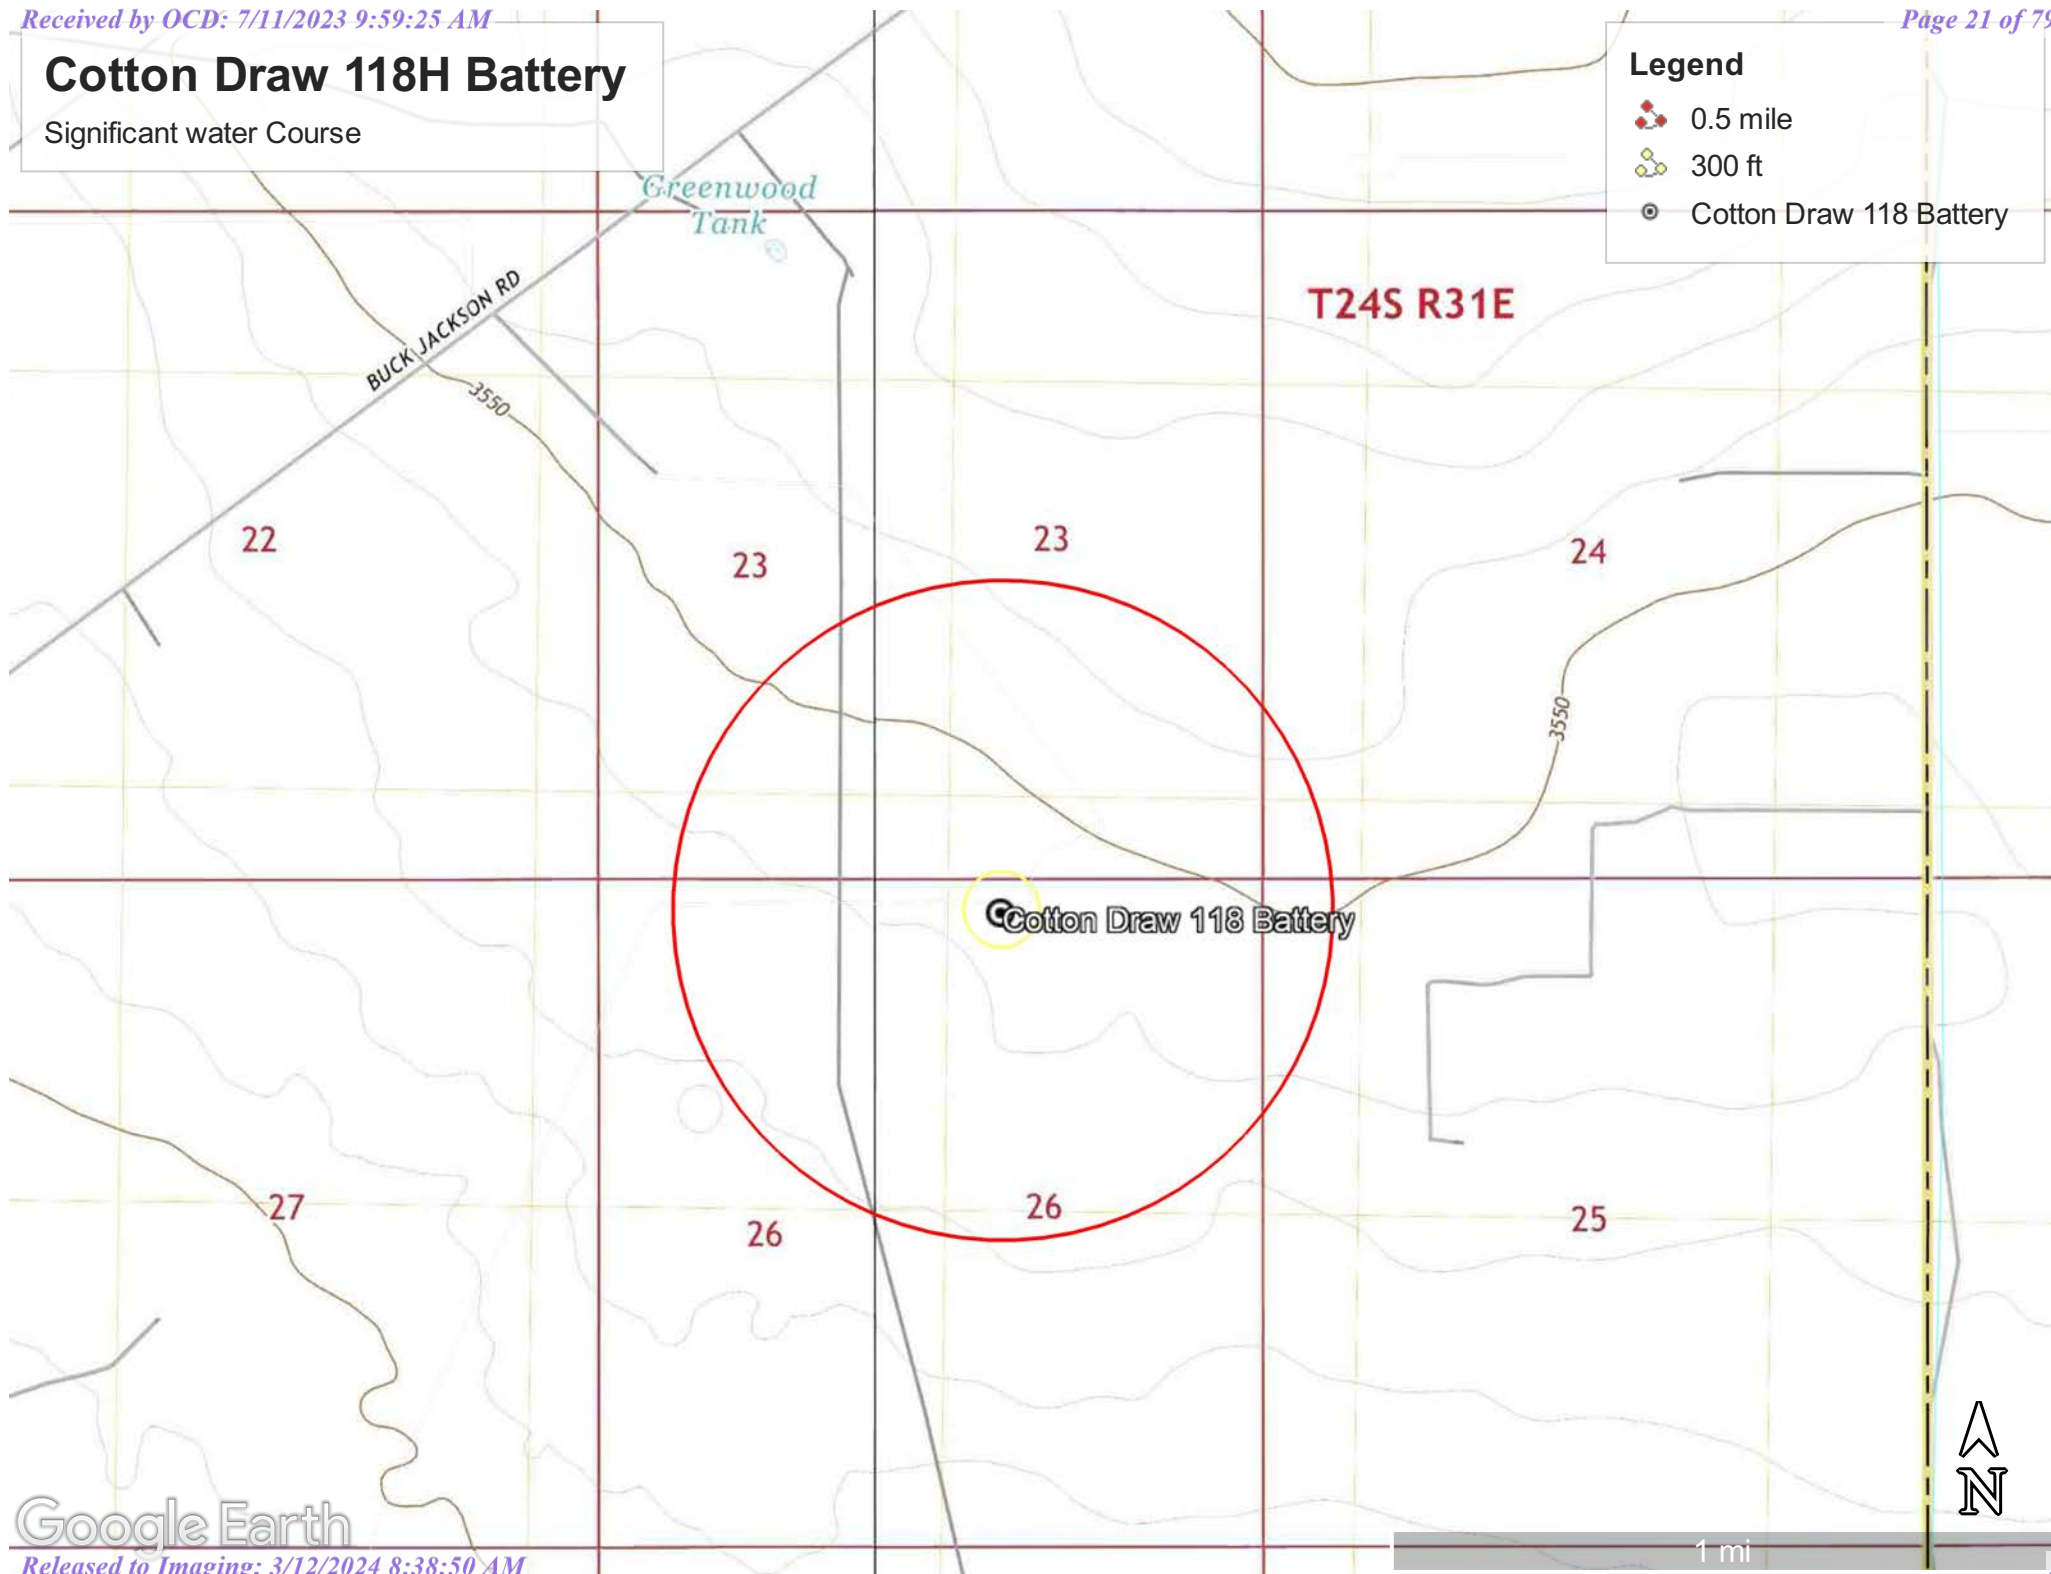 Received by OCD: 7/11/2023 9:59:25 AM
Page 21 of 79
Cotton Draw 118H Battery
Significant water Course
Legend
0.5 mile
300 ft
Cotton Draw 118 Battery
Greenwood
Tank
BUCK JACKSON RD
T24S R31E
3550
22
23
23
24
3550
Cotton Draw 118 Battery
27
26
26
25
N
Google Earth
1 mi
Released to Imaging: 3/12/2024 8:38:50 AM